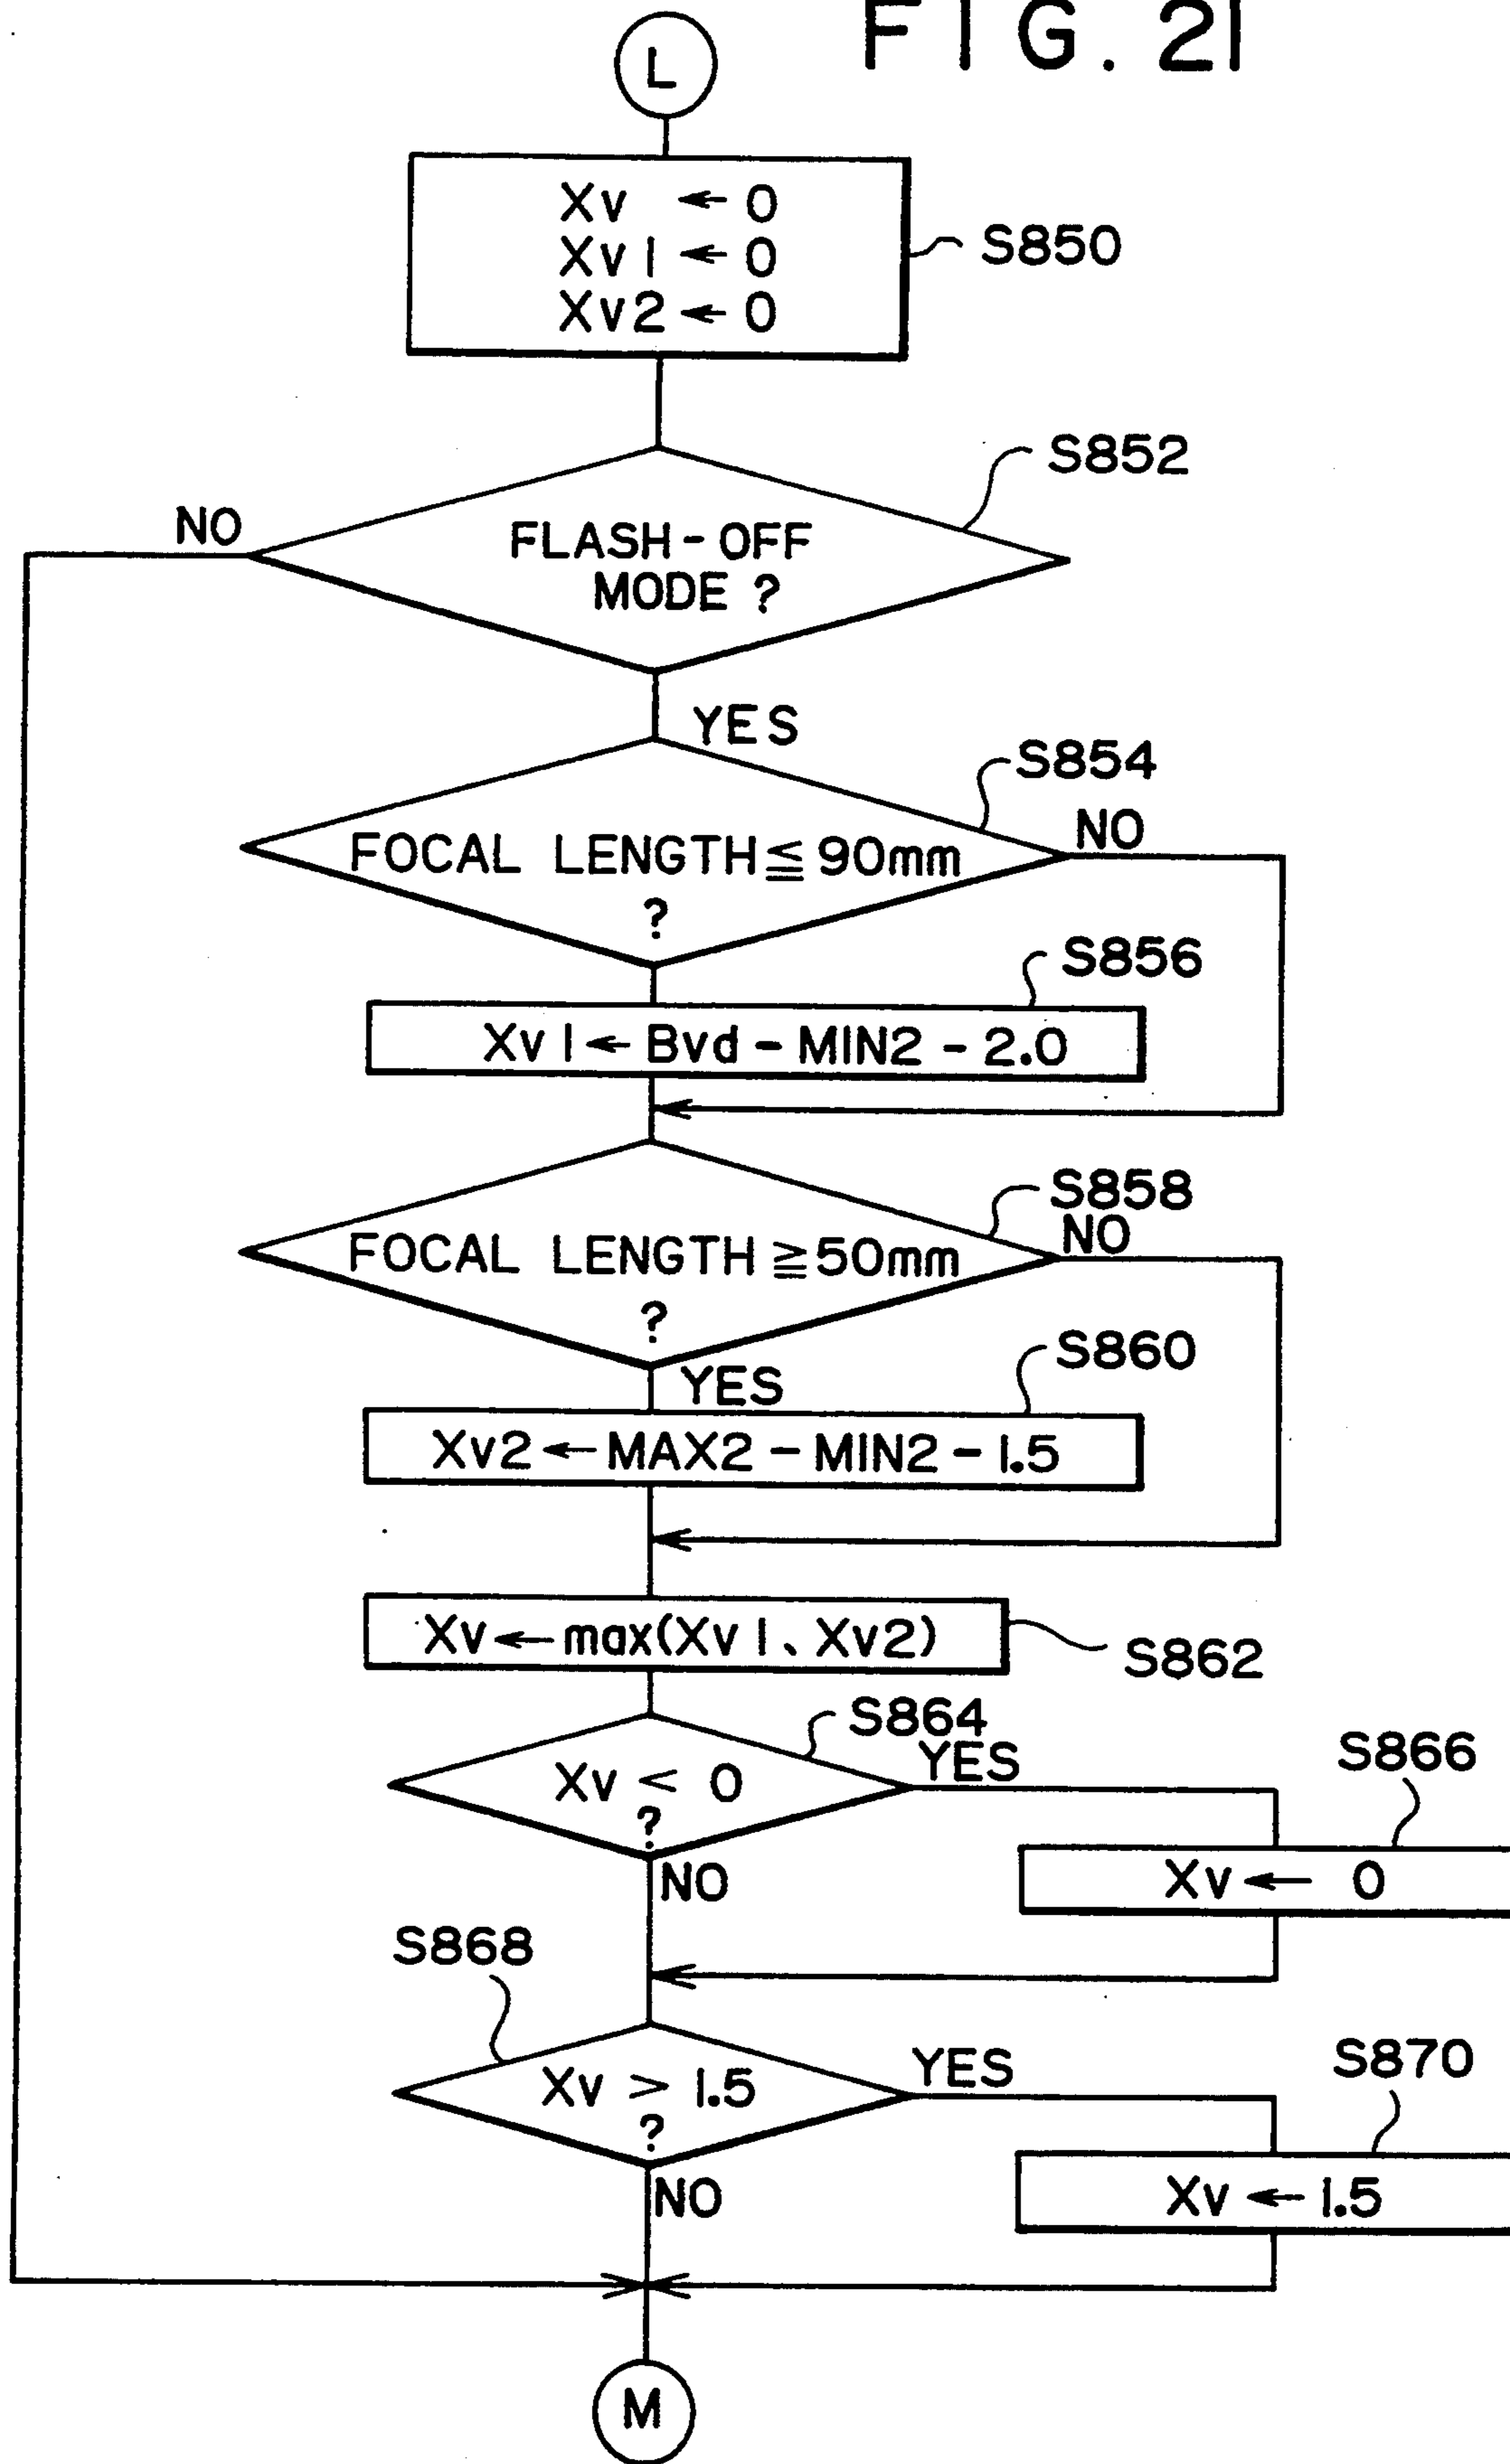 FIG. 21
L
Xv ← 0
Xv1 ← 0
Xv2 ← 0
S850
S852
NO
FLASH-OFF
MODE ?
YES
S854
NO
FOCAL LENGTH ≦ 90mm
?
S856
Xv1 ← Bvd - MIN2 - 2.0
S858
NO
FOCAL LENGTH ≧ 50mm
?
S860
YES
Xv2 ← MAX2 - MIN2 - 1.5
Xv ← max(Xv1、Xv2)
S862
S864
YES
Xv < 0
?
NO
S866
Xv ← 0
S868
YES
Xv > 1.5
?
NO
S870
Xv ← 1.5
M